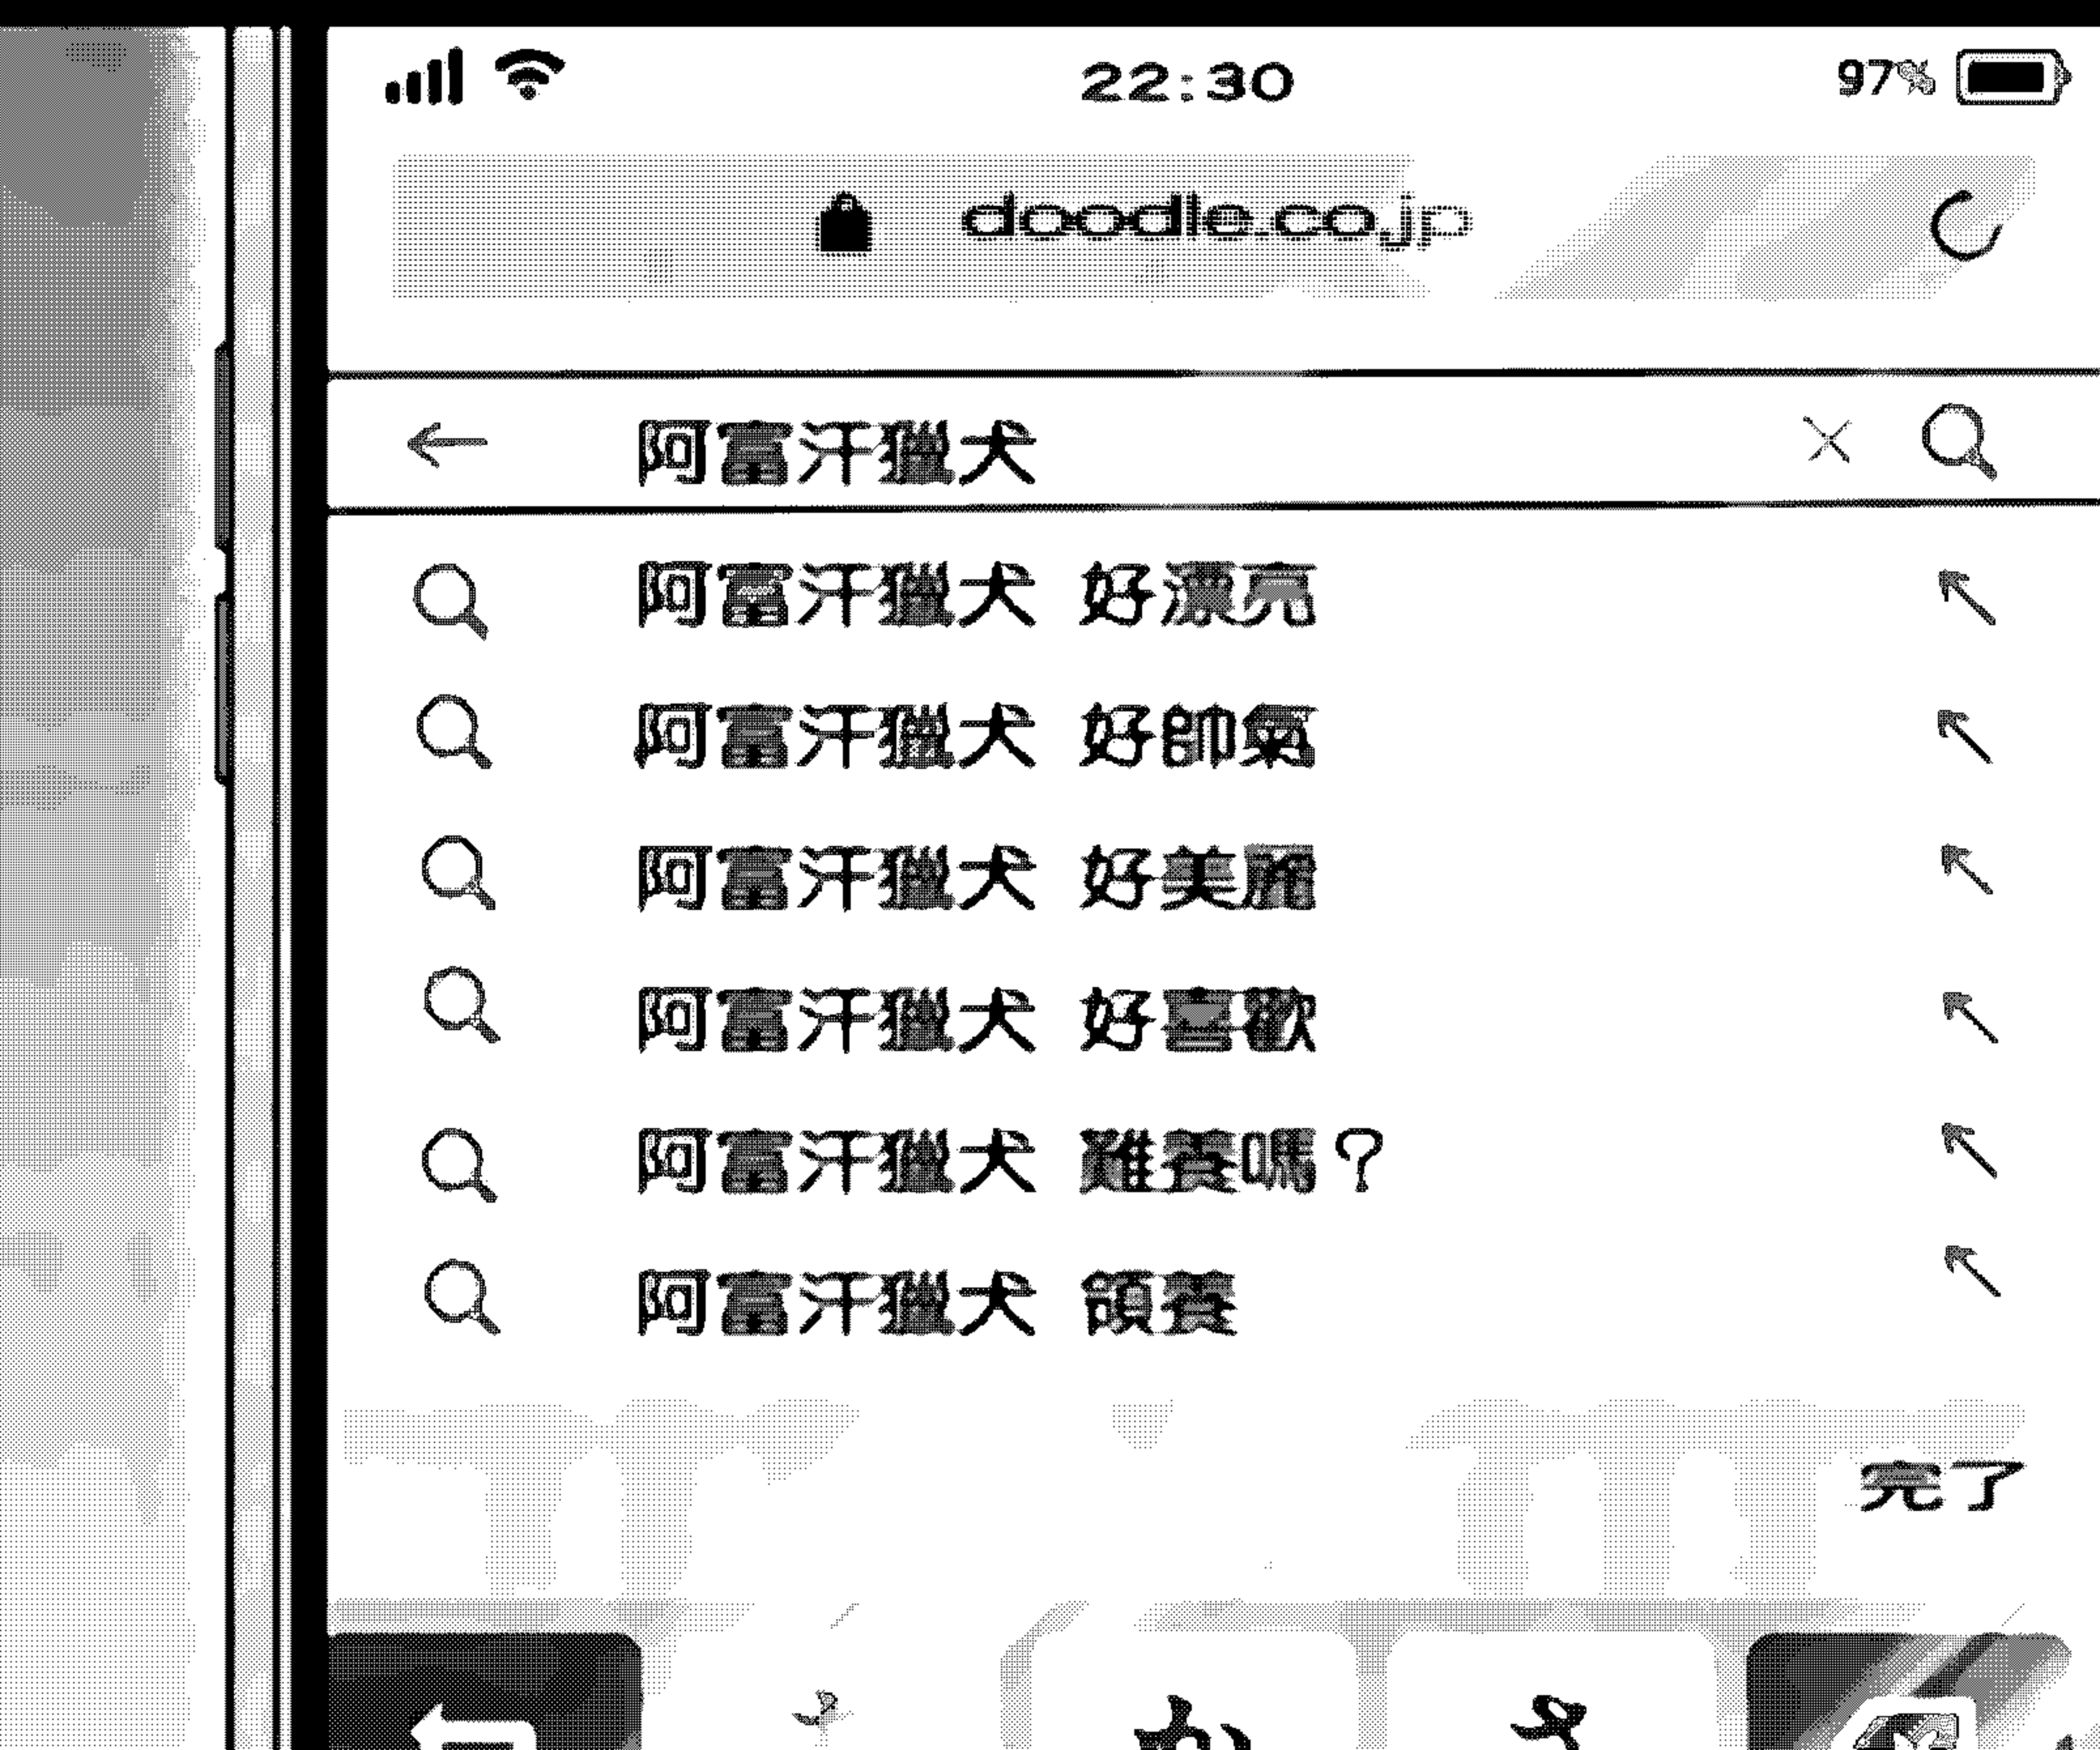 22:30 97%
doodle.co.jp
阿富汗獵犬
阿富汗獵犬 好漂亮
阿富汗獵犬 好帥氣
阿富汗獵犬 好美麗
阿富汗獵犬 好喜歡
阿富汗獵犬 難養嗎?
阿富汗獵犬 領養
完了
か